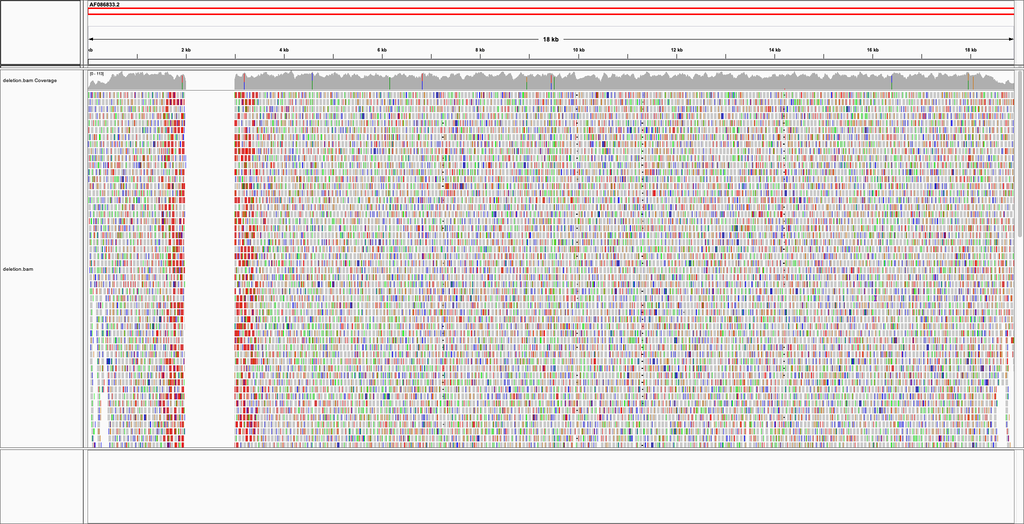 AF086833.2
18 kb
kb 2 kb 4 kb 6 kb 8 kb 10 kb 12 kb 14 kb 16 kb 18 kb
deletion.bam Coverage
[0 - 113]
deletion.bam